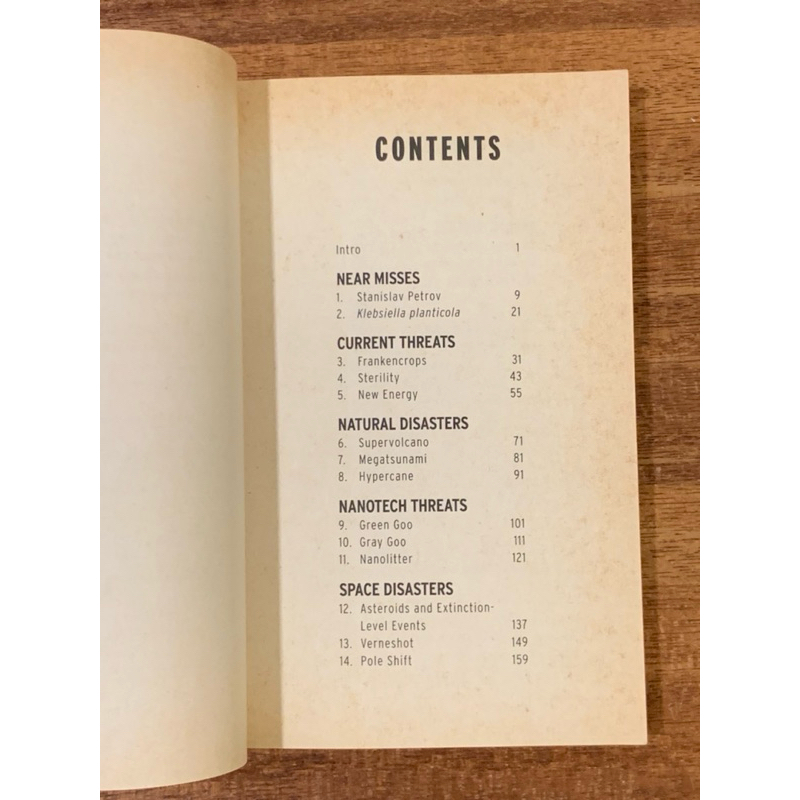 CONTENTS
Intro 1
NEAR MISSES
1. Stanislav Petrov 9
2. Klebsiella planticola 21
CURRENT THREATS
3. Frankencrops 31
4. Sterility 43
5. New Energy 55
NATURAL DISASTERS
6. Supervolcano 71
7. Megatsunami 81
8. Hypercane 91
NANOTECH THREATS
9. Green Goo 101
10. Gray Goo 111
11. Nanolitter 121
SPACE DISASTERS
12. Asteroids and Extinction-
Level Events 137
13. Verneshot 149
14. Pole Shift 159